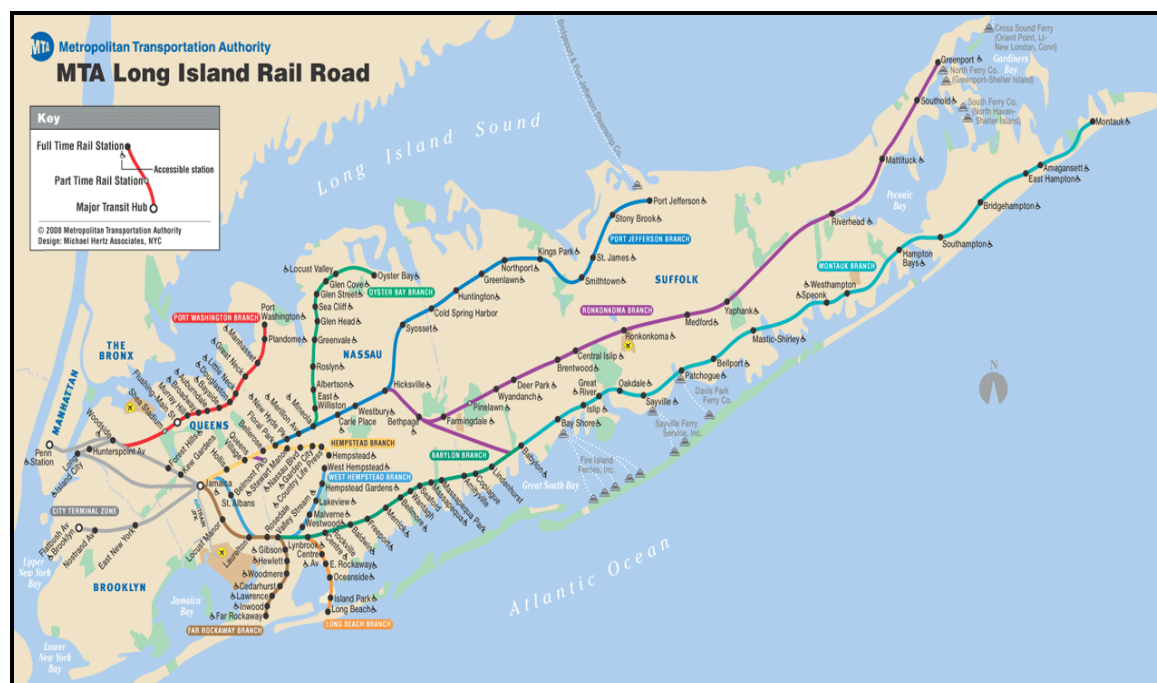 MTA Metropolitan Transportation Authority
MTA Long Island Rail Road
Key
Full Time Rail Station
Accessible station
Part Time Rail Station
Major Transit Hub
© 2008 Metropolitan Transportation Authority
Design: Michael Hertz Associates, NYC
Long Island Sound
Bridgeport & Port Jefferson Steamship Co.
Cross Sound Ferry
(Orient Point, LI-
New London, Conn)
Gardiners
Bay
Greenport
North Ferry Co.
(Greenport-Shelter Island)
Southold
South Ferry Co.
(North Haven-
Shelter Island)
Montauk
Mattituck
Amagansett
East Hampton
Peconic
Bay
Bridgehampton
Riverhead
Southampton
Hampton
Bays
MONTAUK BRANCH
Westhampton
Speonk
Port Jefferson
Stony Brook
PORT JEFFERSON BRANCH
St. James
Smithtown
SUFFOLK
Kings Park
Northport
Greenlawn
Huntington
Cold Spring Harbor
Syosset
Locust Valley
Oyster Bay
Glen Cove
OYSTER BAY BRANCH
Glen Street
Sea Cliff
Glen Head
Greenvale
Roslyn
Albertson
East
Williston
NASSAU
RONKONKOMA BRANCH
Yaphank
Medford
Ronkonkoma
Central Islip
Brentwood
Deer Park
Wyandanch
Pinelawn
Farmingdale
Bethpage
Hicksville
Westbury
Carle Place
Mineola
Merillon Av
New Hyde Pk
Floral Park
Bellerose
Queens
Village
Hollis
PORT WASHINGTON BRANCH
Port
Washington
Plandome
Manhasset
Great Neck
Little Neck
Douglaston
Bayside
Auburndale
Broadway
Murray Hill
Flushing–Main St
Shea Stadium
THE
BRONX
MANHATTAN
QUEENS
Woodside
Penn
Station
Long
Island City
Hunterspoint Av
Forest Hills
Kew Gardens
Jamaica
AIRTRAIN
JFK
CITY TERMINAL ZONE
Flatbush Av
Brooklyn
Nostrand Av
East New York
BROOKLYN
Upper
New York
Bay
Lower
New York
Bay
Jamaica
Bay
St. Albans
Locust Manor
Laurelton
Rosedale
Valley Stream
Belmont Pk
Stewart Manor
Nassau Blvd
Garden City
Country Life Press
HEMPSTEAD BRANCH
Hempstead
West Hempstead
WEST HEMPSTEAD BRANCH
Hempstead Gardens
Lakeview
Malverne
Westwood
Lynbrook
Centre
Av
Rockville
Centre
Baldwin
Freeport
Merrick
Bellmore
Wantagh
Seaford
Massapequa
Massapequa Park
Amityville
Copiague
Lindenhurst
Babylon
BABYLON BRANCH
E. Rockaway
Oceanside
Island Park
Long Beach
LONG BEACH BRANCH
Gibson
Hewlett
Woodmere
Cedarhurst
Lawrence
Inwood
Far Rockaway
FAR ROCKAWAY BRANCH
Bay Shore
Islip
Great
River
Oakdale
Sayville
Patchogue
Bellport
Mastic-Shirley
Davis Park
Ferry Co.
Sayville Ferry
Service, Inc.
Fire Island
Ferries, Inc.
Great South Bay
Atlantic Ocean
N